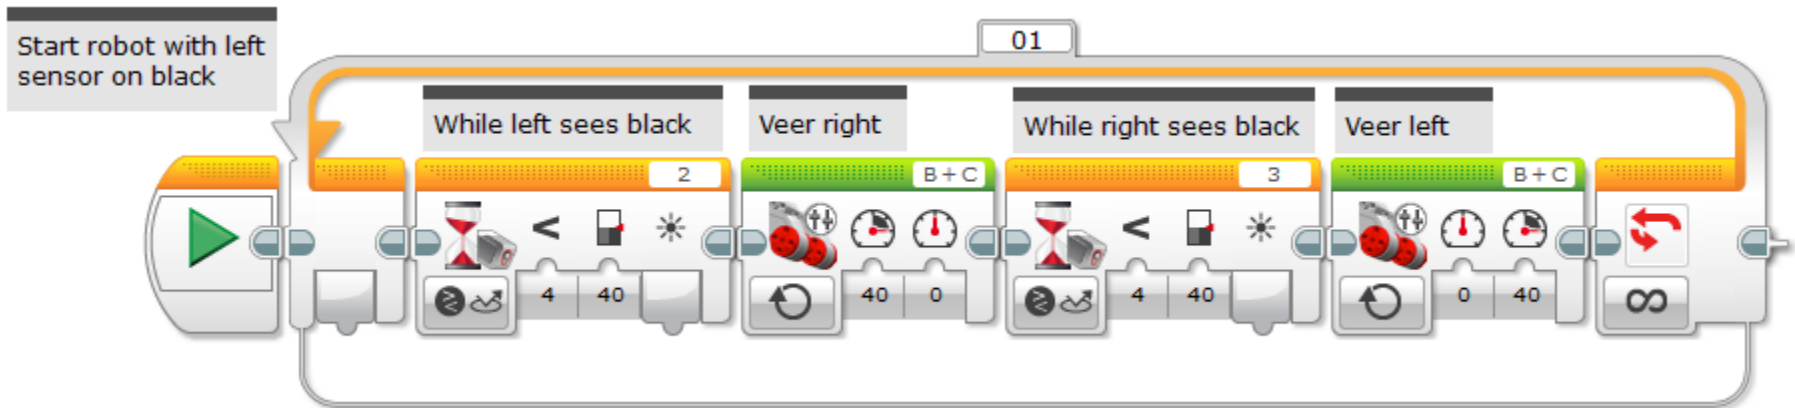 Start robot with left
sensor on black
01
While left sees black
Veer right
While right sees black
Veer left
2
B + C
3
B + C
<
<
4 40
40 0
4 40
0 40
∞